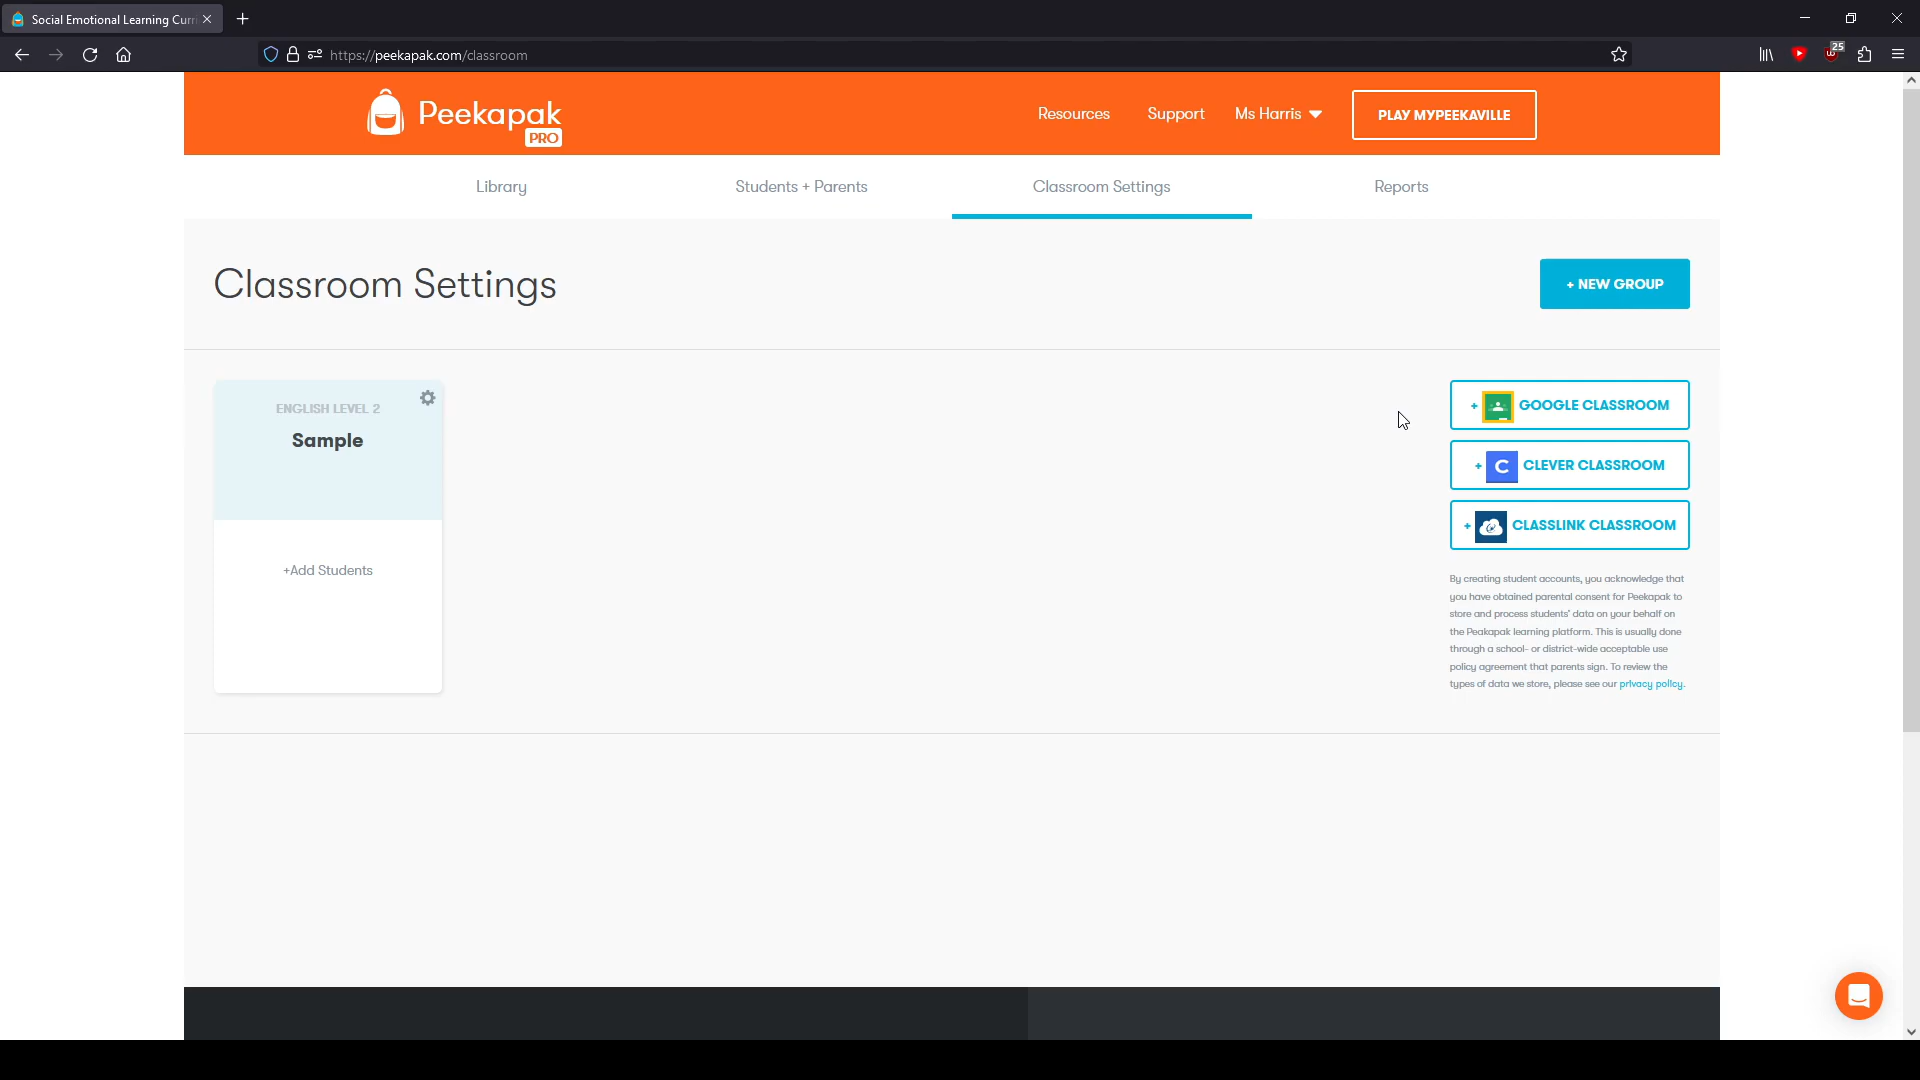 Social Emotional Learning Curri
https://peekapak.com/classroom
25
Peekapak
PRO
Resources
Support
Ms Harris
PLAY MYPEEKAVILLE
Library
Students + Parents
Classroom Settings
Reports
Classroom Settings
+ NEW GROUP
ENGLISH LEVEL 2
Sample
+Add Students
+ GOOGLE CLASSROOM
+ C CLEVER CLASSROOM
+ CLASSLINK CLASSROOM
By creating student accounts, you acknowledge that
you have obtained parental consent for Peekapak to
store and process students' data on your behalf on
the Peakapak learning platform. This is usually done
through a school- or district-wide acceptable use
policy agreement that parents sign. To review the
types of data we store, please see our privacy policy.